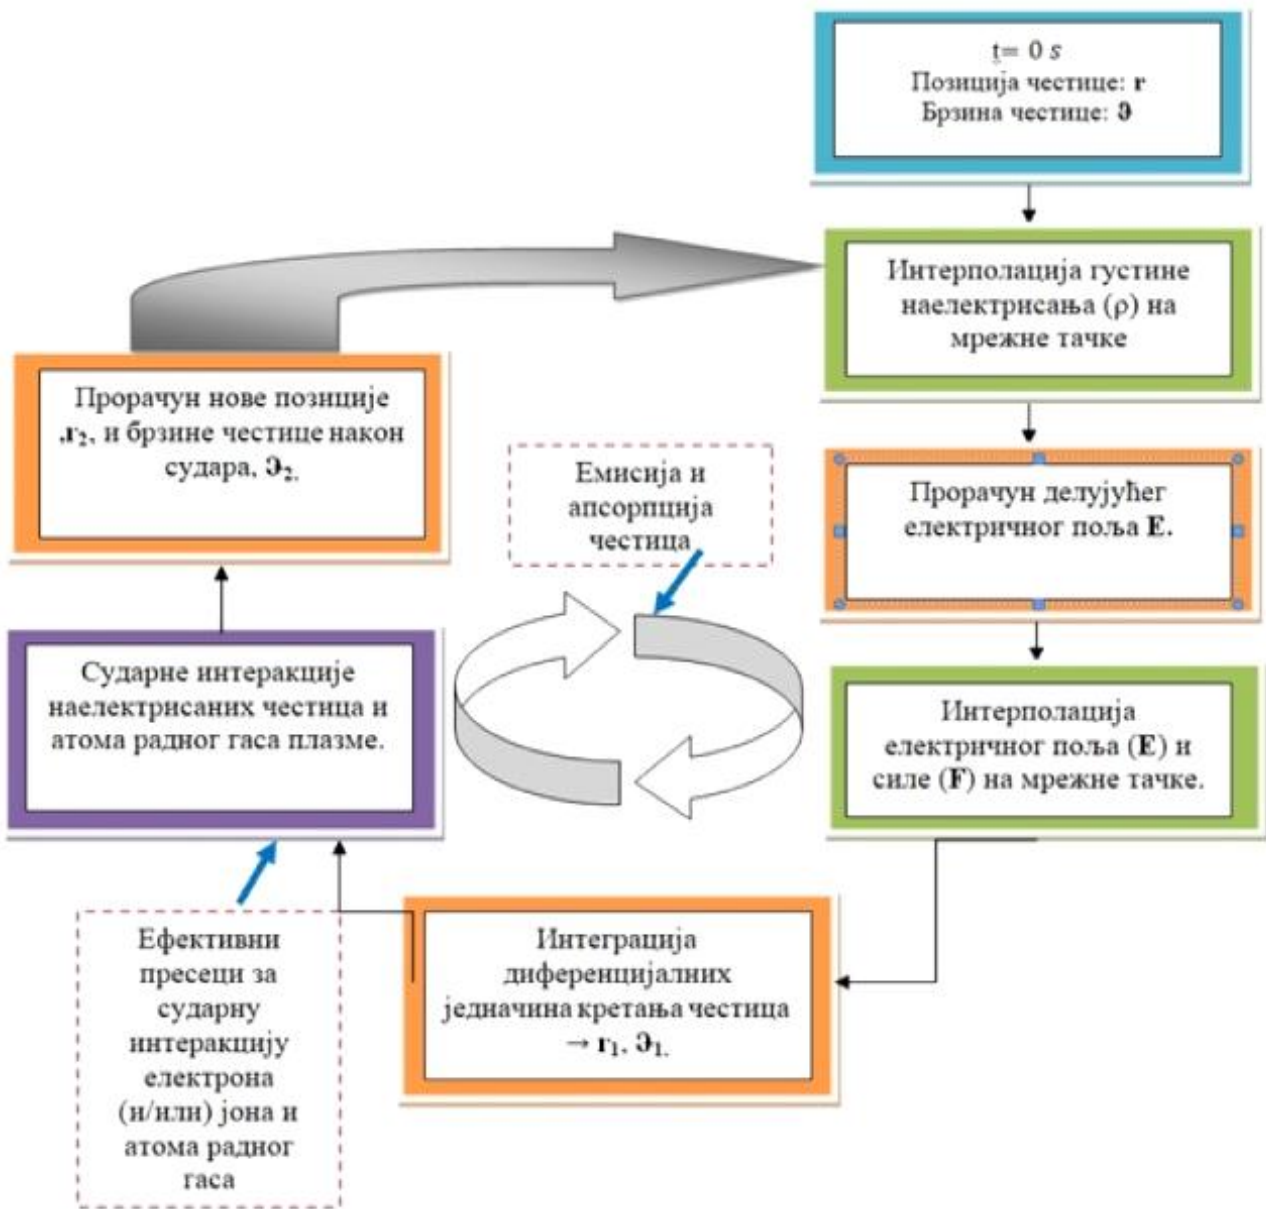 t= 0 s
Позиција честице: r
Брзина честице: ϑ
Интерполација густине
наелектрисања (ρ) на
мрежне тачке
Прорачун делујућег
електричног поља E.
Интерполација
електричног поља (E) и
силе (F) на мрежне тачке.
Интеграција
диференцијалних
једначина кретања честица
→ r₁, ϑ₁.
Сударне интеракције
наелектрисаних честица и
атома радног гаса плазме.
Прорачун нове позиције
,r₂, и брзине честице након
судара, ϑ₂.
Емисија и
апсорпција
честица
Ефективни
пресеци за
сударну
интеракцију
електрона
(и/или) јона и
атома радног
гаса